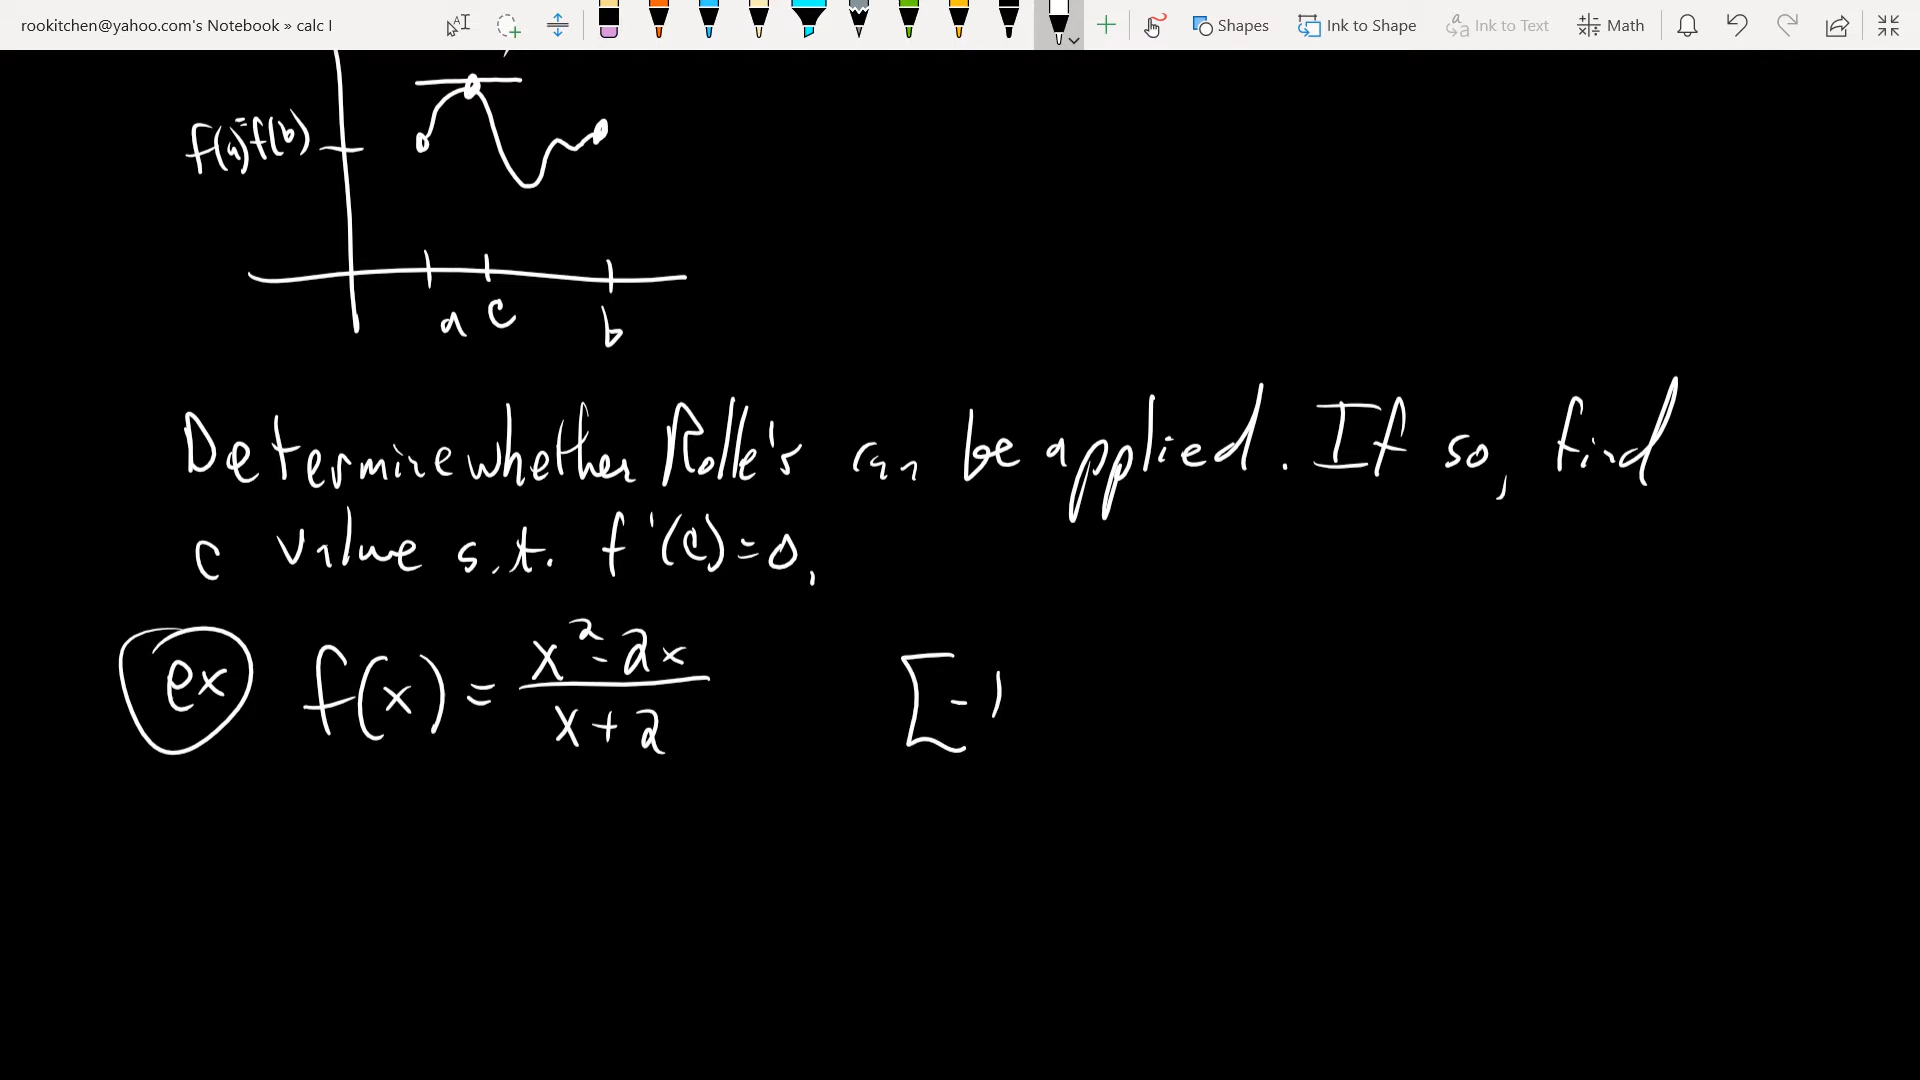 rookitchen@yahoo.com's Notebook » calc I
Shapes
Ink to Shape
Ink to Text
Math
f(a)=f(b)
a c b
Determine whether Rolle's can be applied. If so, find
c value s.t. f'(c)=0.
ex f(x) = x²-2x / x+2 [-1